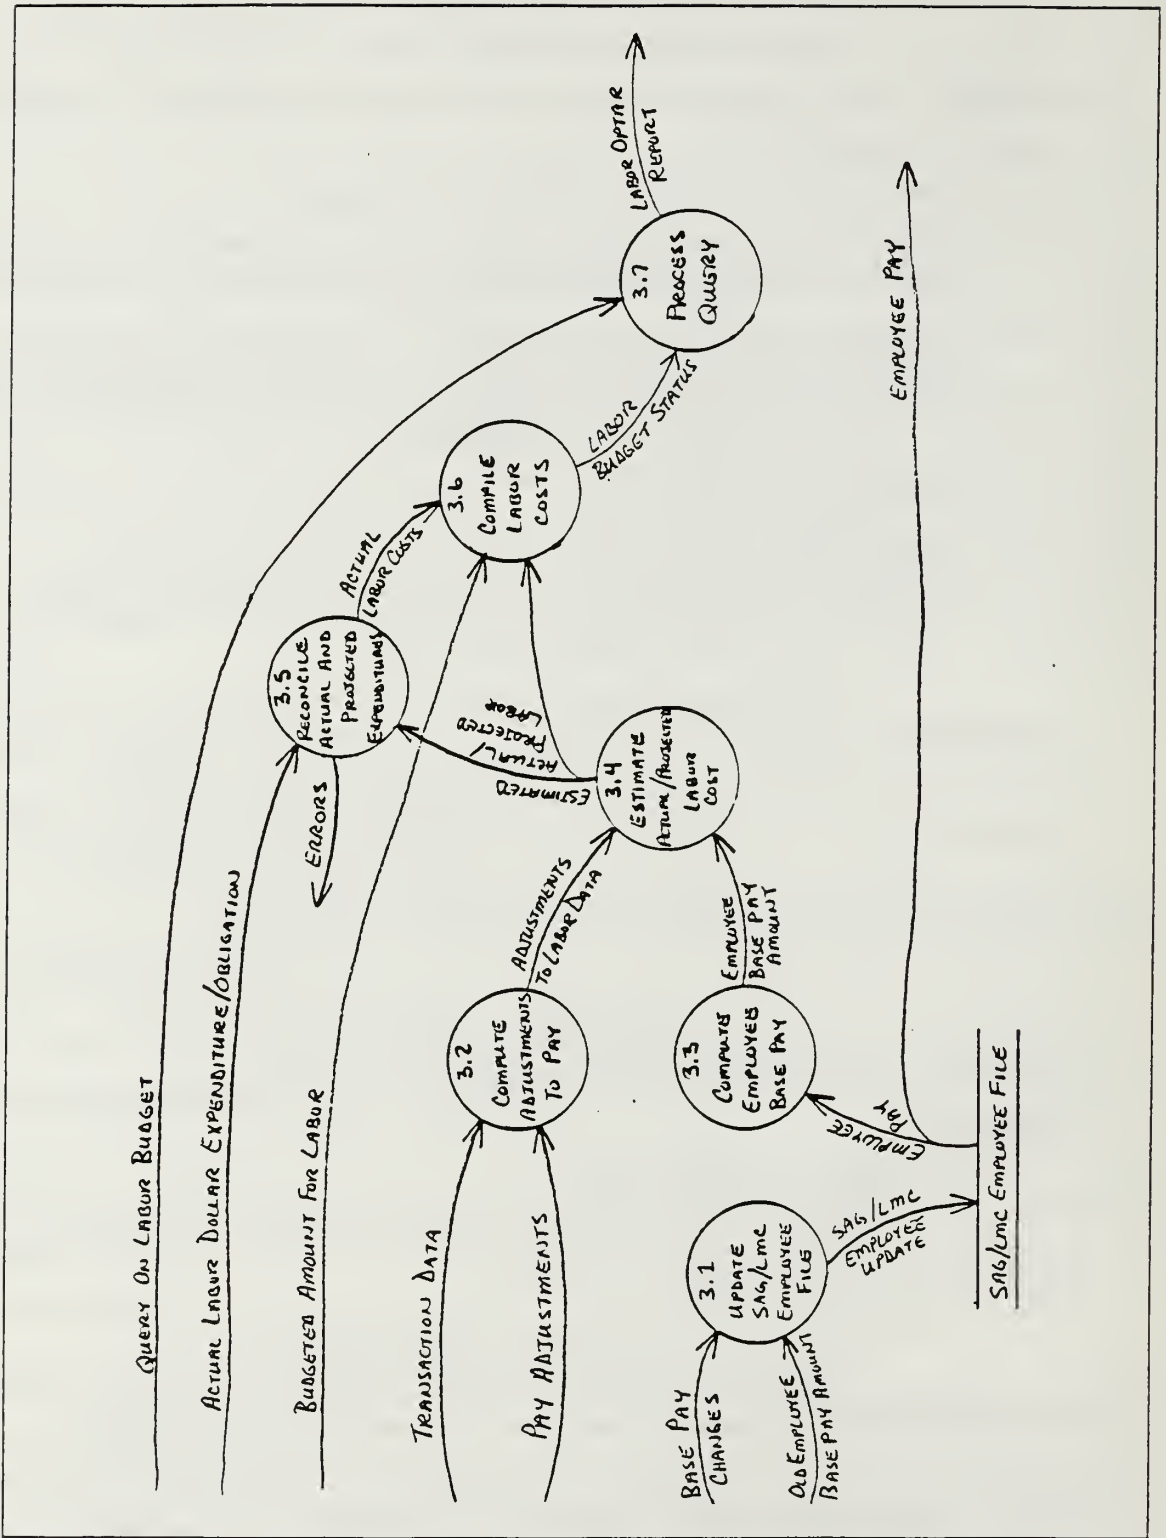 QUERY ON LABOR BUDGET
ACTUAL LABOR DOLLAR EXPENDITURE/OBLIGATION
BUDGETED AMOUNT FOR LABOR
TRANSACTION DATA
PAY ADJUSTMENTS
BASE PAY
CHANGES
OLD EMPLOYEE
BASE PAY AMOUNT
3.1
UPDATE
SAG/LMC
EMPLOYEE
FILE
SAG/LMC
EMPLOYEE
UPDATE
SAG/LMC EMPLOYEE FILE
EMPLOYEE
PAY
EMPLOYEE PAY
3.2
COMPUTE
ADJUSTMENTS
TO PAY
ADJUSTMENTS
TO LABOR DATA
3.3
COMPUTE
EMPLOYEE
BASE PAY
EMPLOYEE
BASE PAY
AMOUNT
3.4
ESTIMATE
ACTUAL/PROJECTED
LABOR
COST
ESTIMATED
ACTUAL/
PROJECTED
LABOR
3.5
RECONCILE
ACTUAL AND
PROJECTED
EXPENDITURES
ERRORS
ACTUAL
LABOR COSTS
3.6
COMPILE
LABOR
COSTS
LABOR
BUDGET STATUS
3.7
PROCESS
QUERY
LABOR OPTAR
REPORT